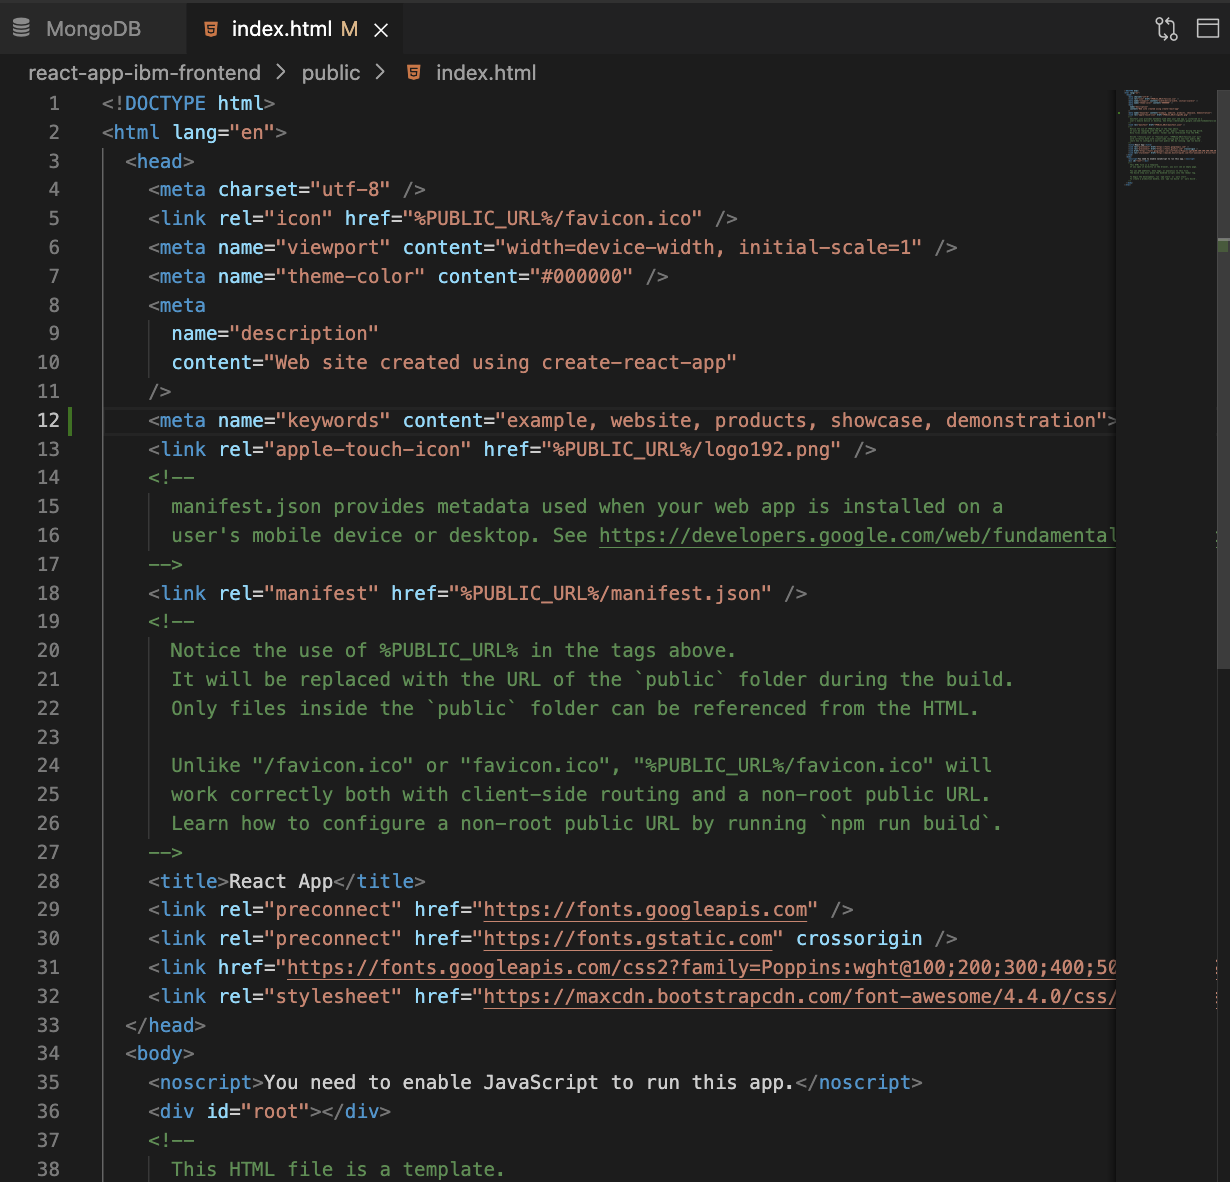 MongoDB
index.html M
react-app-ibm-frontend > public > index.html
1 <!DOCTYPE html>
2 <html lang="en">
3 <head>
4 <meta charset="utf-8" />
5 <link rel="icon" href="%PUBLIC_URL%/favicon.ico" />
6 <meta name="viewport" content="width=device-width, initial-scale=1" />
7 <meta name="theme-color" content="#000000" />
8 <meta
9 name="description"
10 content="Web site created using create-react-app"
11 />
12 <meta name="keywords" content="example, website, products, showcase, demonstration">
13 <link rel="apple-touch-icon" href="%PUBLIC_URL%/logo192.png" />
14 <!--
15 manifest.json provides metadata used when your web app is installed on a
16 user's mobile device or desktop. See https://developers.google.com/web/fundamental
17 -->
18 <link rel="manifest" href="%PUBLIC_URL%/manifest.json" />
19 <!--
20 Notice the use of %PUBLIC_URL% in the tags above.
21 It will be replaced with the URL of the `public` folder during the build.
22 Only files inside the `public` folder can be referenced from the HTML.
23
24 Unlike "/favicon.ico" or "favicon.ico", "%PUBLIC_URL%/favicon.ico" will
25 work correctly both with client-side routing and a non-root public URL.
26 Learn how to configure a non-root public URL by running `npm run build`.
27 -->
28 <title>React App</title>
29 <link rel="preconnect" href="https://fonts.googleapis.com" />
30 <link rel="preconnect" href="https://fonts.gstatic.com" crossorigin />
31 <link href="https://fonts.googleapis.com/css2?family=Poppins:wght@100;200;300;400;50
32 <link rel="stylesheet" href="https://maxcdn.bootstrapcdn.com/font-awesome/4.4.0/css/
33 </head>
34 <body>
35 <noscript>You need to enable JavaScript to run this app.</noscript>
36 <div id="root"></div>
37 <!--
38 This HTML file is a template.